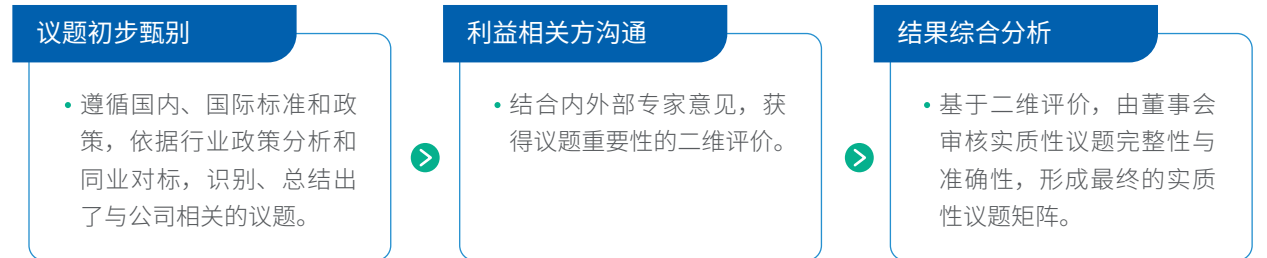 议题初步甄别
• 遵循国内、国际标准和政
策，依据行业政策分析和
同业对标，识别、总结出
了与公司相关的议题。
利益相关方沟通
• 结合内外部专家意见，获
得议题重要性的二维评价。
结果综合分析
• 基于二维评价，由董事会
审核实质性议题完整性与
准确性，形成最终的实质
性议题矩阵。